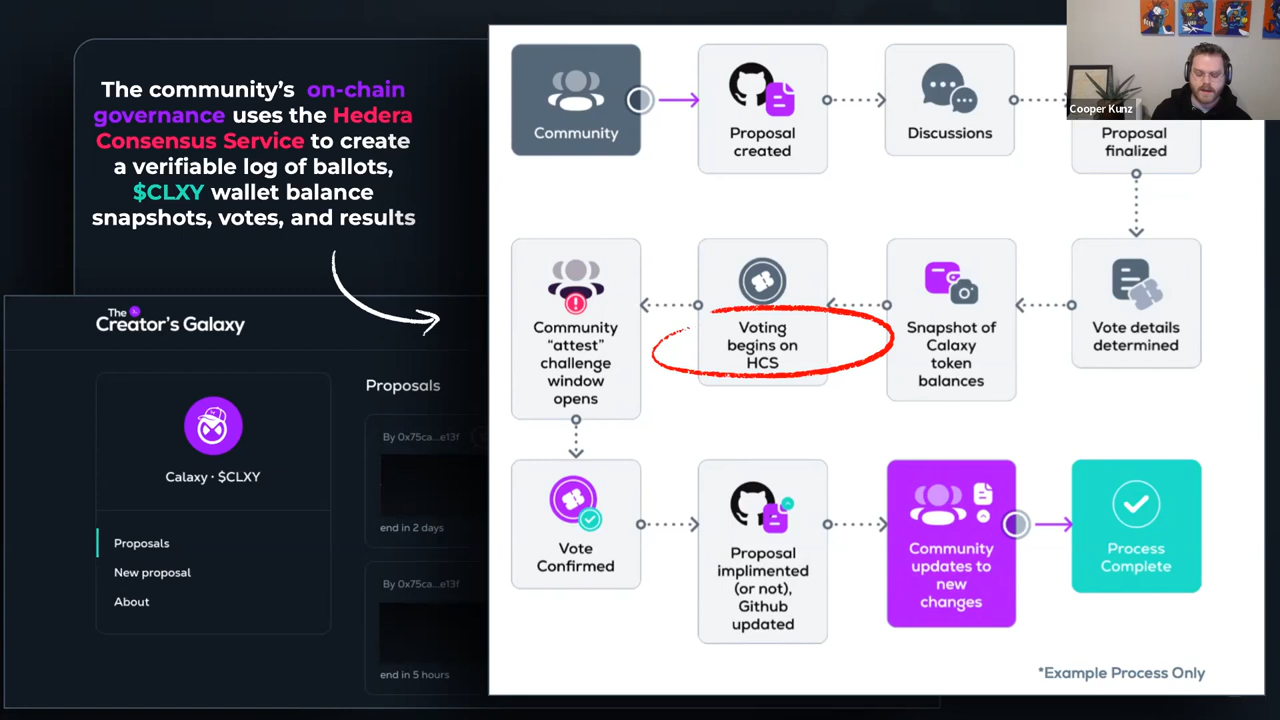 The community's on-chain
governance uses the Hedera
Consensus Service to create
a verifiable log of ballots,
$CLXY wallet balance
snapshots, votes, and results
The
Creator's Galaxy
Calaxy · $CLXY
Proposals
New proposal
About
Proposals
By 0x75ca...e13f
end in 2 days
By 0x75ca...e13f
end in 5 hours
Community
Proposal
created
Discussions
Proposal
finalized
Cooper Kunz
Community
“attest”
challenge
window
opens
Voting
begins on
HCS
Snapshot of
Calaxy
token
balances
Vote details
determined
Vote
Confirmed
Proposal
implimented
(or not),
Github
updated
Community
updates to
new
changes
Process
Complete
*Example Process Only